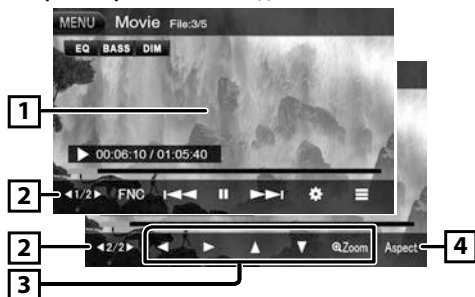 MENU Movie File:3/5
EQ BASS DIM
1
00:06:10 / 01:05:40
2 1/2 FNC
2 2/2 Zoom Aspect 4
3